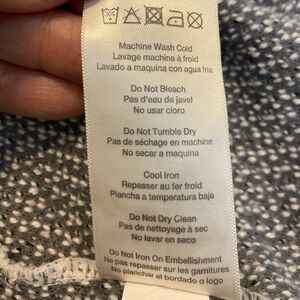 Machine Wash Cold
Lavage machine à froid
Lavado a maquina con agua fria
Do Not Bleach
Pas d'eau de javel
No usar cloro
Do Not Tumble Dry
Pas de séchage en machine
No secar a maquina
Cool Iron
Repasser au fer froid
Plancha a temperatura baja
Do Not Dry Clean
Pas de nettoyage à sec
No lavar en seco
Do Not Iron On Embellishment
Ne pas repasser sur les garnitures
No planchar el bordado o logo